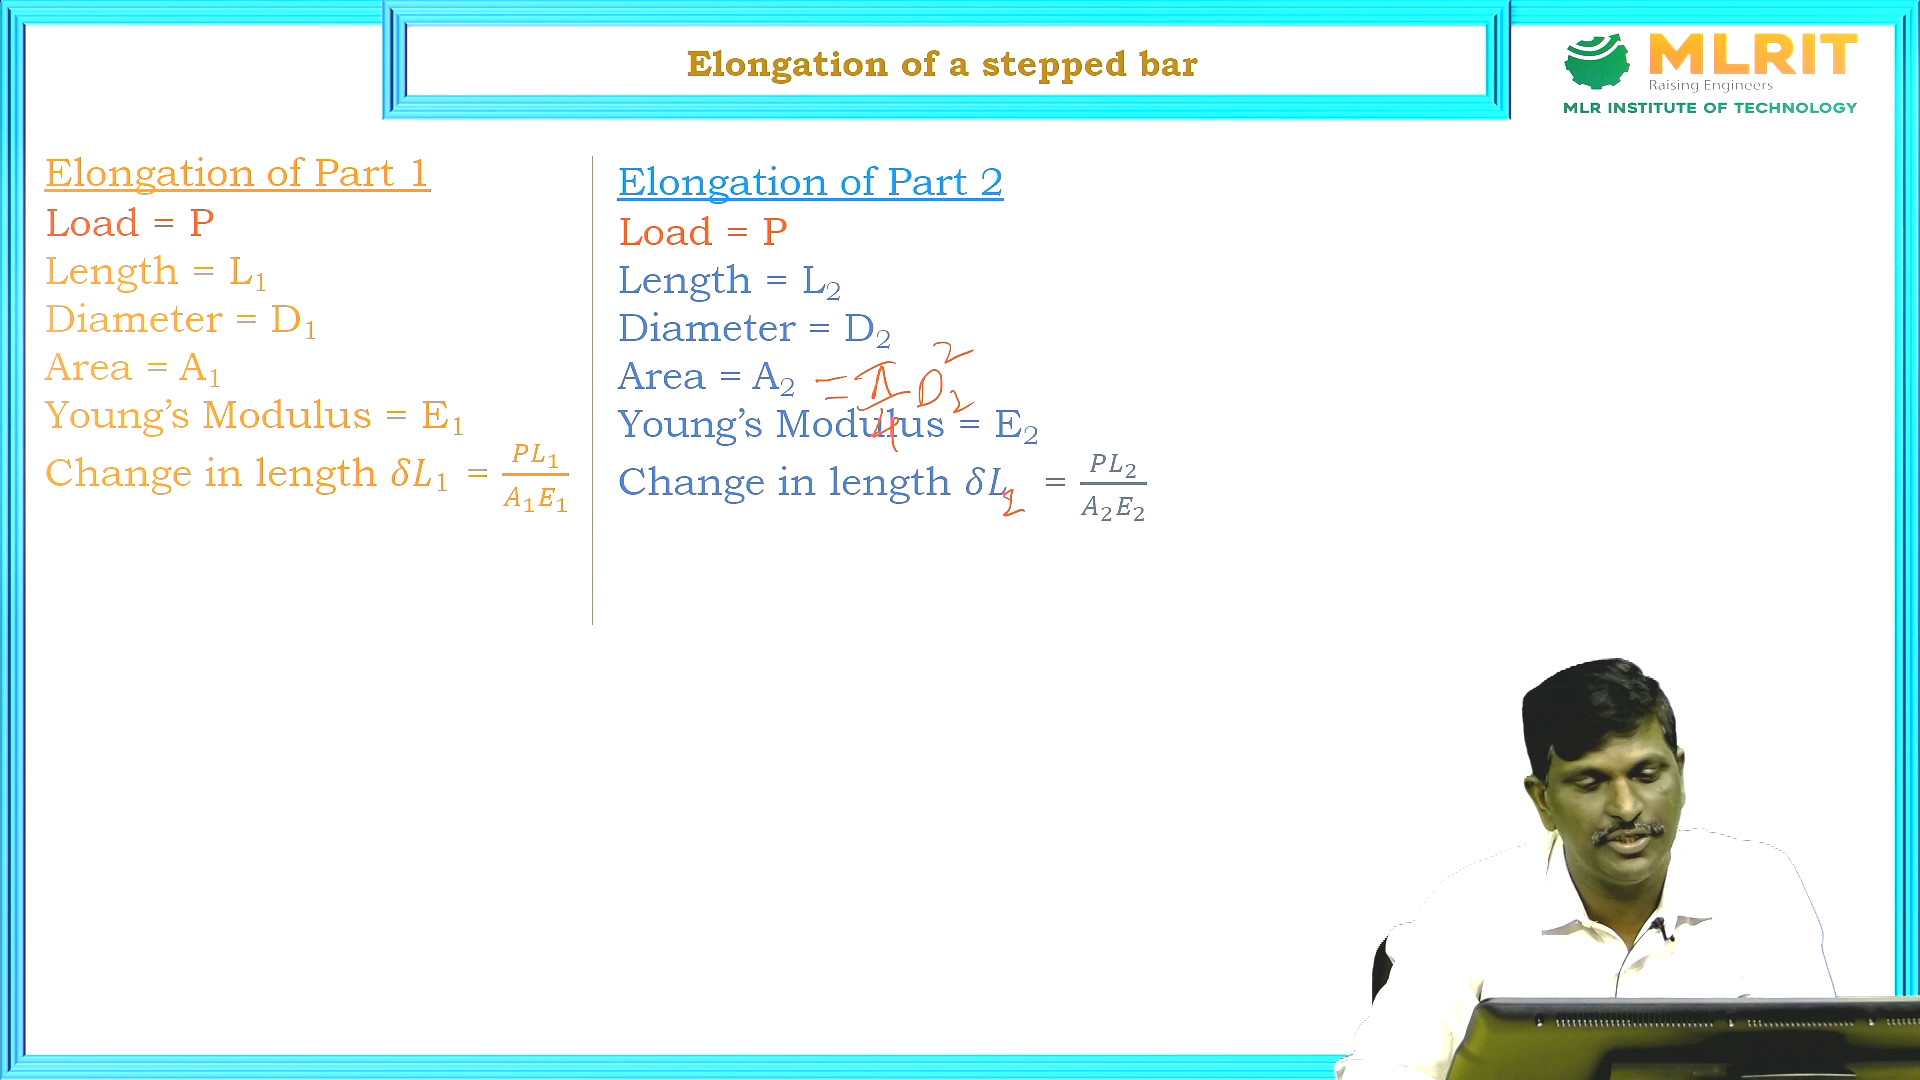 Elongation of a stepped bar
MLRIT
Raising Engineers
MLR INSTITUTE OF TECHNOLOGY
Elongation of Part 1
Load = P
Length = L₁
Diameter = D₁
Area = A₁
Young’s Modulus = E₁
Change in length 𝛿L₁ = PL₁/A₁E₁
Elongation of Part 2
Load = P
Length = L₂
Diameter = D₂
Area = A₂ = π/4 D₂²
Young’s Modulus = E₂
Change in length 𝛿L₂ = PL₂/A₂E₂